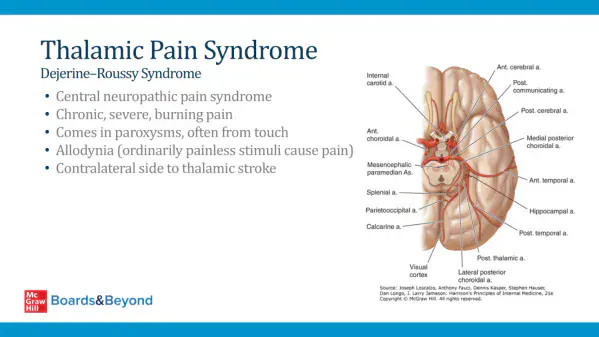 Thalamic Pain Syndrome
Dejerine–Roussy Syndrome
• Central neuropathic pain syndrome
• Chronic, severe, burning pain
• Comes in paroxysms, often from touch
• Allodynia (ordinarily painless stimuli cause pain)
• Contralateral side to thalamic stroke
Internal
carotid a.
Ant.
choroidal a.
Mesencephalic
paramedian As.
Splenial a.
Parietooccipital a.
Calcarine a.
Visual
cortex
Ant. cerebral a.
Post.
communicating a.
Post. cerebral a.
Medial posterior
choroidal a.
Ant. temporal a.
Hippocampal a.
Post. temporal a.
Post. thalamic a.
Lateral posterior
choroidal a.
Source: Joseph Loscalzo, Anthony Fauci, Dennis Kasper, Stephen Hauser,
Dan Longo, J. Larry Jameson: Harrison's Principles of Internal Medicine, 21e
Copyright © McGraw Hill. All rights reserved.
Mc
Graw
Hill
Boards&Beyond